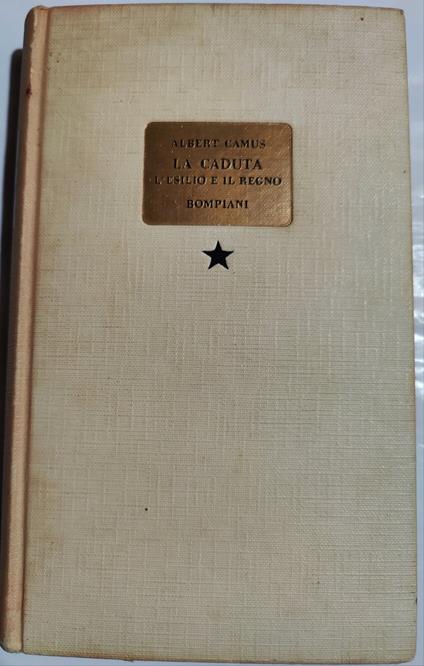 ALBERT CAMUS
LA CADUTA
L'ESILIO E IL REGNO
BOMPIANI